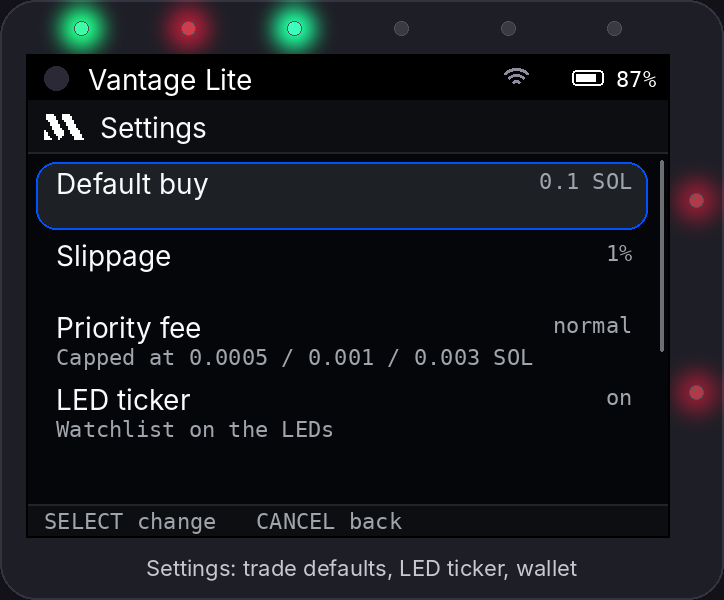 Vantage Lite
87%
Settings
Default buy
0.1 SOL
Slippage
1%
Priority fee
normal
Capped at 0.0005 / 0.001 / 0.003 SOL
LED ticker
on
Watchlist on the LEDs
SELECT change CANCEL back
Settings: trade defaults, LED ticker, wallet